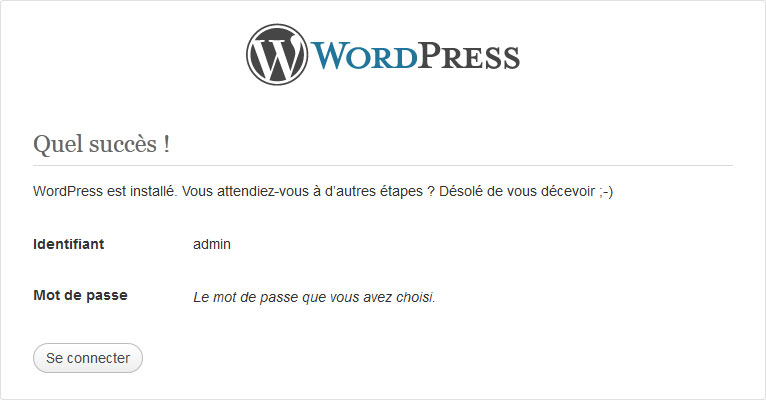 WORDPRESS
Quel succès !
WordPress est installé. Vous attendiez-vous à d’autres étapes ? Désolé de vous décevoir ;-)
Identifiant admin
Mot de passe Le mot de passe que vous avez choisi.
Se connecter